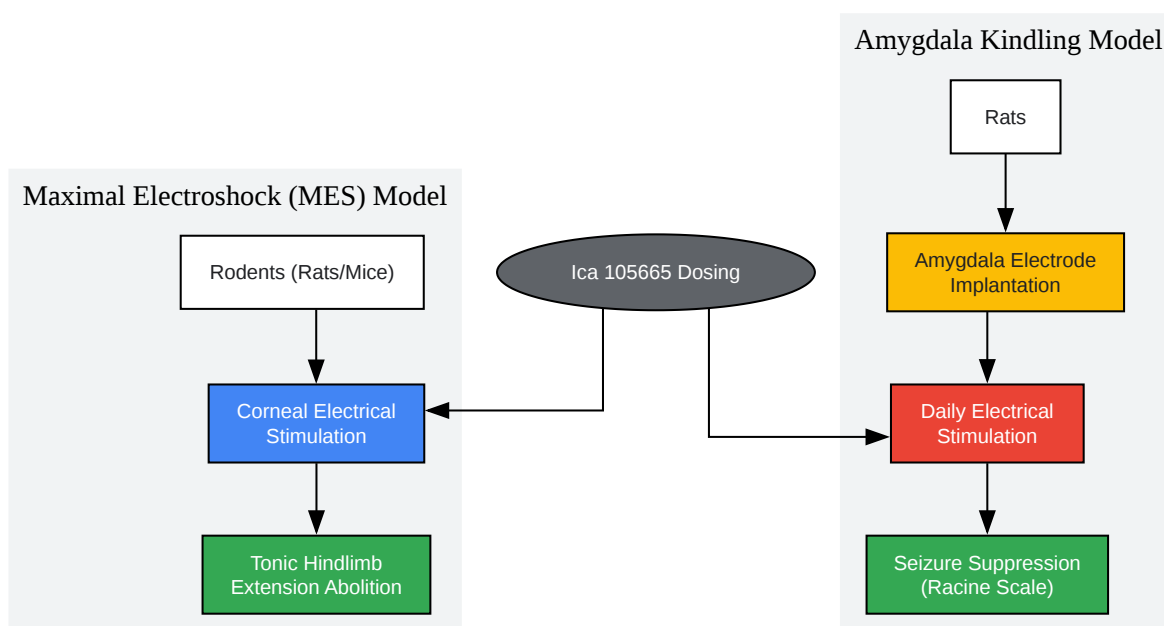 Amygdala Kindling Model
Rats
Maximal Electroshock (MES) Model
Rodents (Rats/Mice)
Ica 105665 Dosing
Amygdala Electrode
Implantation
Corneal Electrical
Stimulation
Daily Electrical
Stimulation
Tonic Hindlimb
Extension Abolition
Seizure Suppression
(Racine Scale)